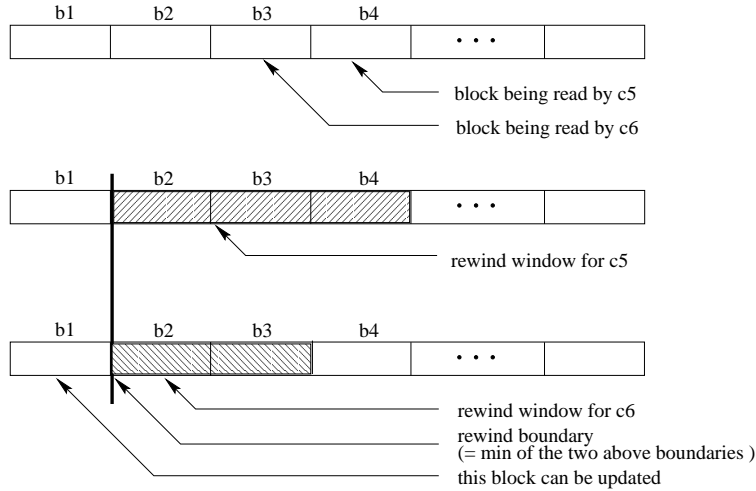 b1 b2 b3 b4
• • •
block being read by c5
block being read by c6
b1 b2 b3 b4
• • •
rewind window for c5
b1 b2 b3 b4
• • •
rewind window for c6
rewind boundary
(= min of the two above boundaries )
this block can be updated